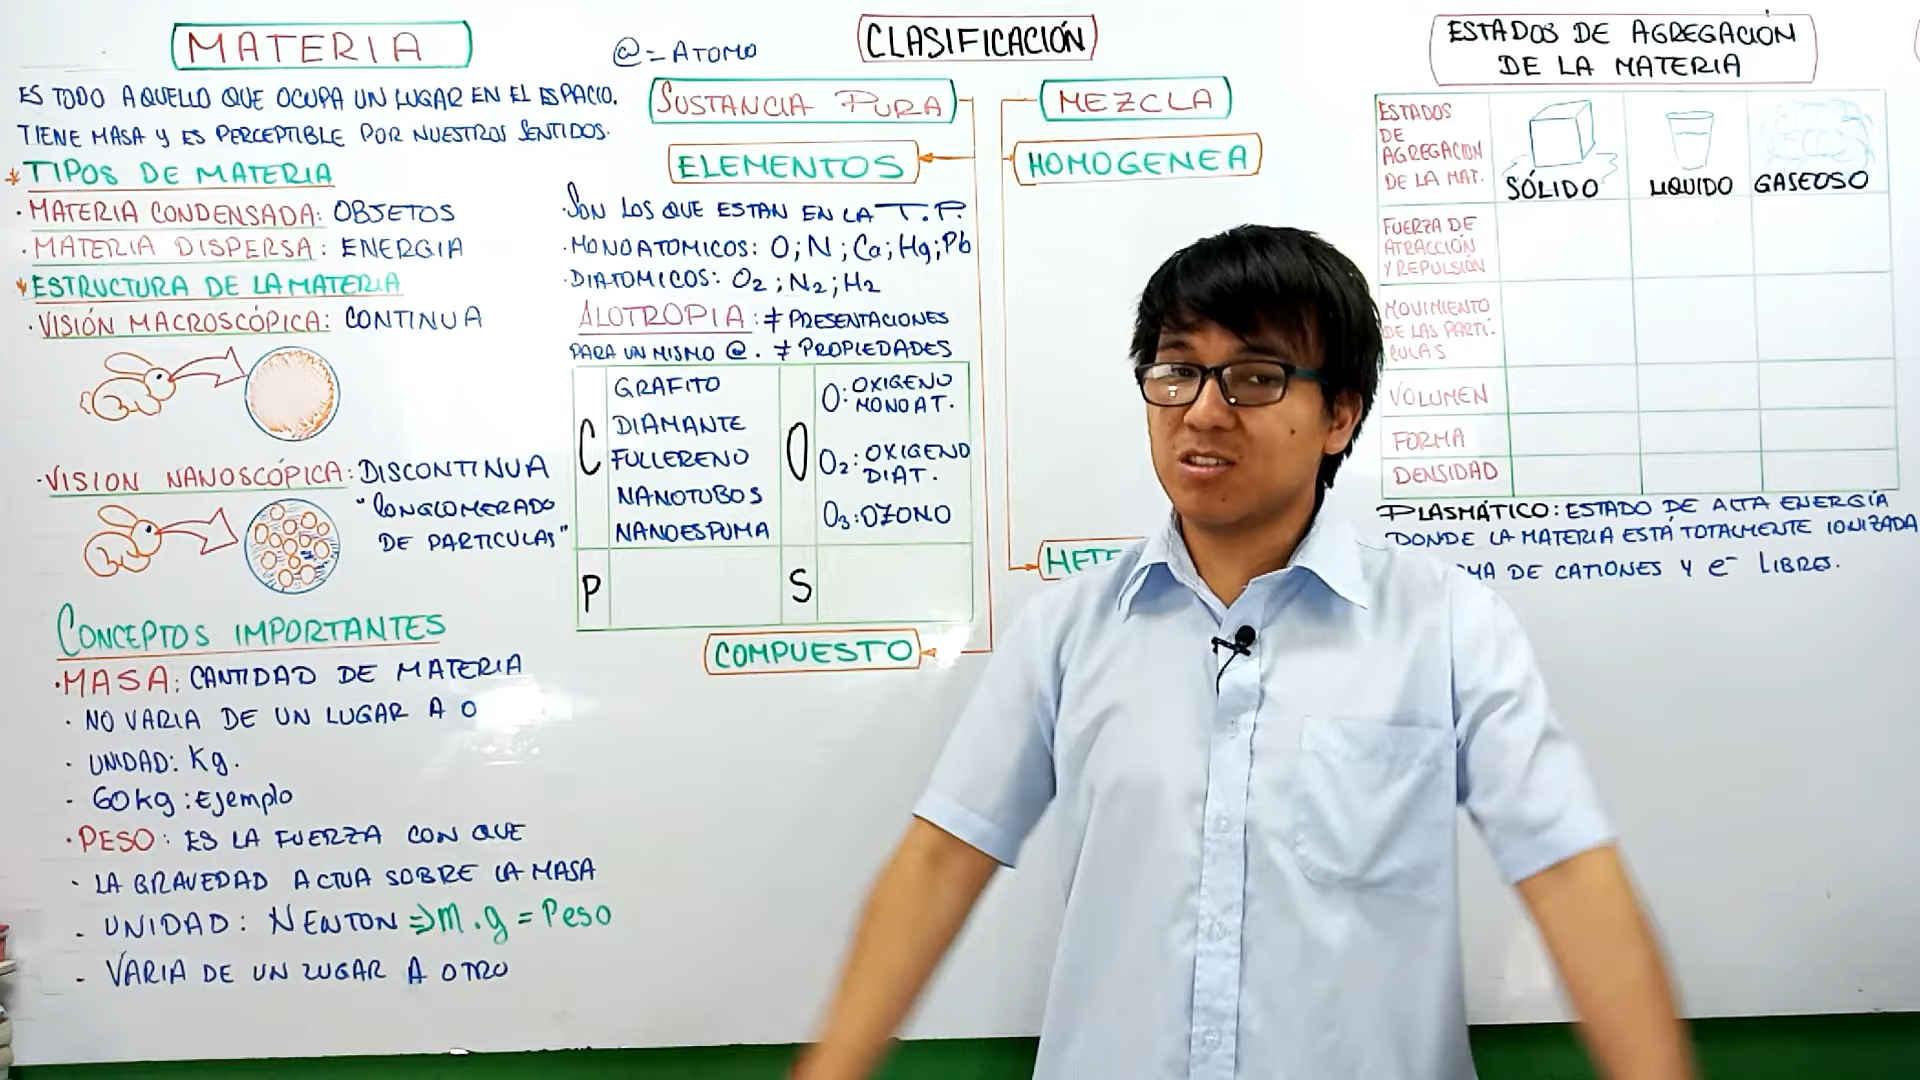 MATERIA
ES TODO AQUELLO QUE OCUPA UN LUGAR EN EL ESPACIO.
TIENE MASA Y ES PERCEPTIBLE POR NUESTROS SENTIDOS.
* TIPOS DE MATERIA
· MATERIA CONDENSADA: OBJETOS
· MATERIA DISPERSA: ENERGIA
* ESTRUCTURA DE LA MATERIA
· VISIÓN MACROSCÓPICA: CONTINUA
· VISION NANOSCÓPICA: DISCONTINUA
"CONGLOMERADO
DE PARTICULAS"
CONCEPTOS IMPORTANTES
· MASA: CANTIDAD DE MATERIA
· NO VARIA DE UN LUGAR A O
· UNIDAD: Kg.
- 60kg: Ejemplo
· PESO: ES LA FUERZA CON QUE
- LA GRAVEDAD ACTUA SOBRE LA MASA
- UNIDAD: NEWTON ⇒ m.g = Peso
- VARIA DE UN LUGAR A OTRO
@ = ATOMO
CLASIFICACIÓN
SUSTANCIA PURA
ELEMENTOS
· SON LOS QUE ESTAN EN LA T.P.
· MONOATOMICOS: O; N; Ca; Hg; Pb
· DIATOMICOS: O2; N2; H2
ALOTROPIA: ≠ PRESENTACIONES
PARA UN MISMO @. ≠ PROPIEDADES
C
GRAFITO
DIAMANTE
FULLERENO
NANOTUBOS
NANOESPUMA
O
O: OXIGENO
MONOAT.
O2: OXIGENO
DIAT.
O3: OZONO
P
S
COMPUESTO
MEZCLA
HOMOGENEA
HETE
ESTADOS DE AGREGACIÓN
DE LA MATERIA
ESTADOS
DE
AGREGACION
DE LA MAT.
SÓLIDO
LIQUIDO
GASEOSO
FUERZA DE
ATRACCIÓN
Y REPULSIÓN
MOVIMIENTO
DE LAS PARTÍ-
CULAS
VOLUMEN
FORMA
DENSIDAD
PLASMÁTICO: ESTADO DE ALTA ENERGÍA
DONDE LA MATERIA ESTÁ TOTALMENTE IONIZADA
DE CATIONES Y e- LIBRES.